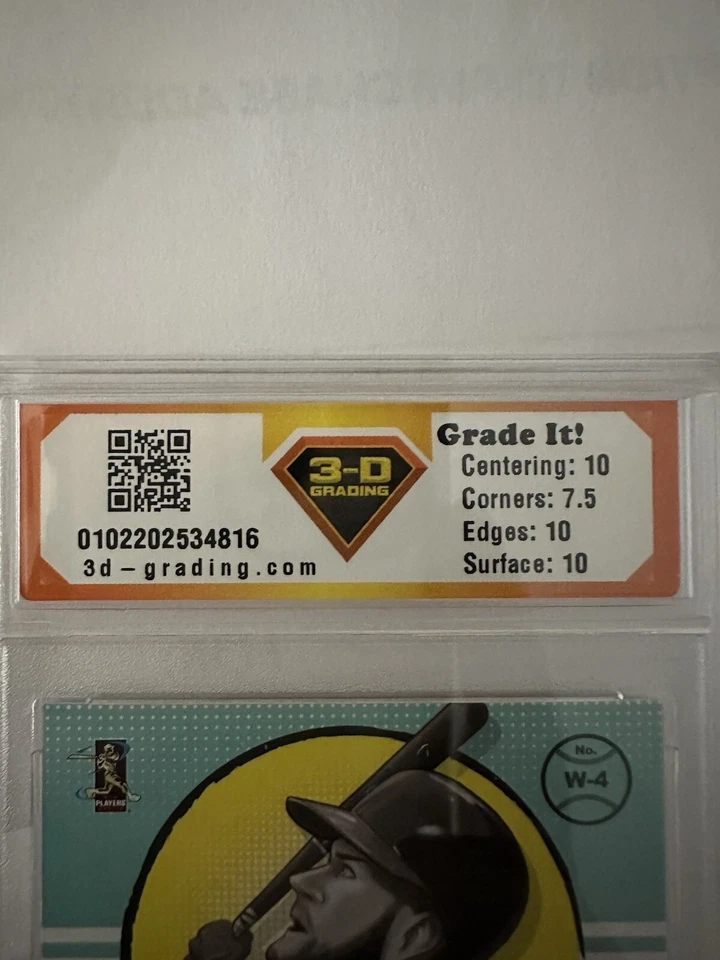 3-D
GRADING
0102202534816
3d-grading.com
Grade It!
Centering: 10
Corners: 7.5
Edges: 10
Surface: 10
PLAYERS
No.
W-4